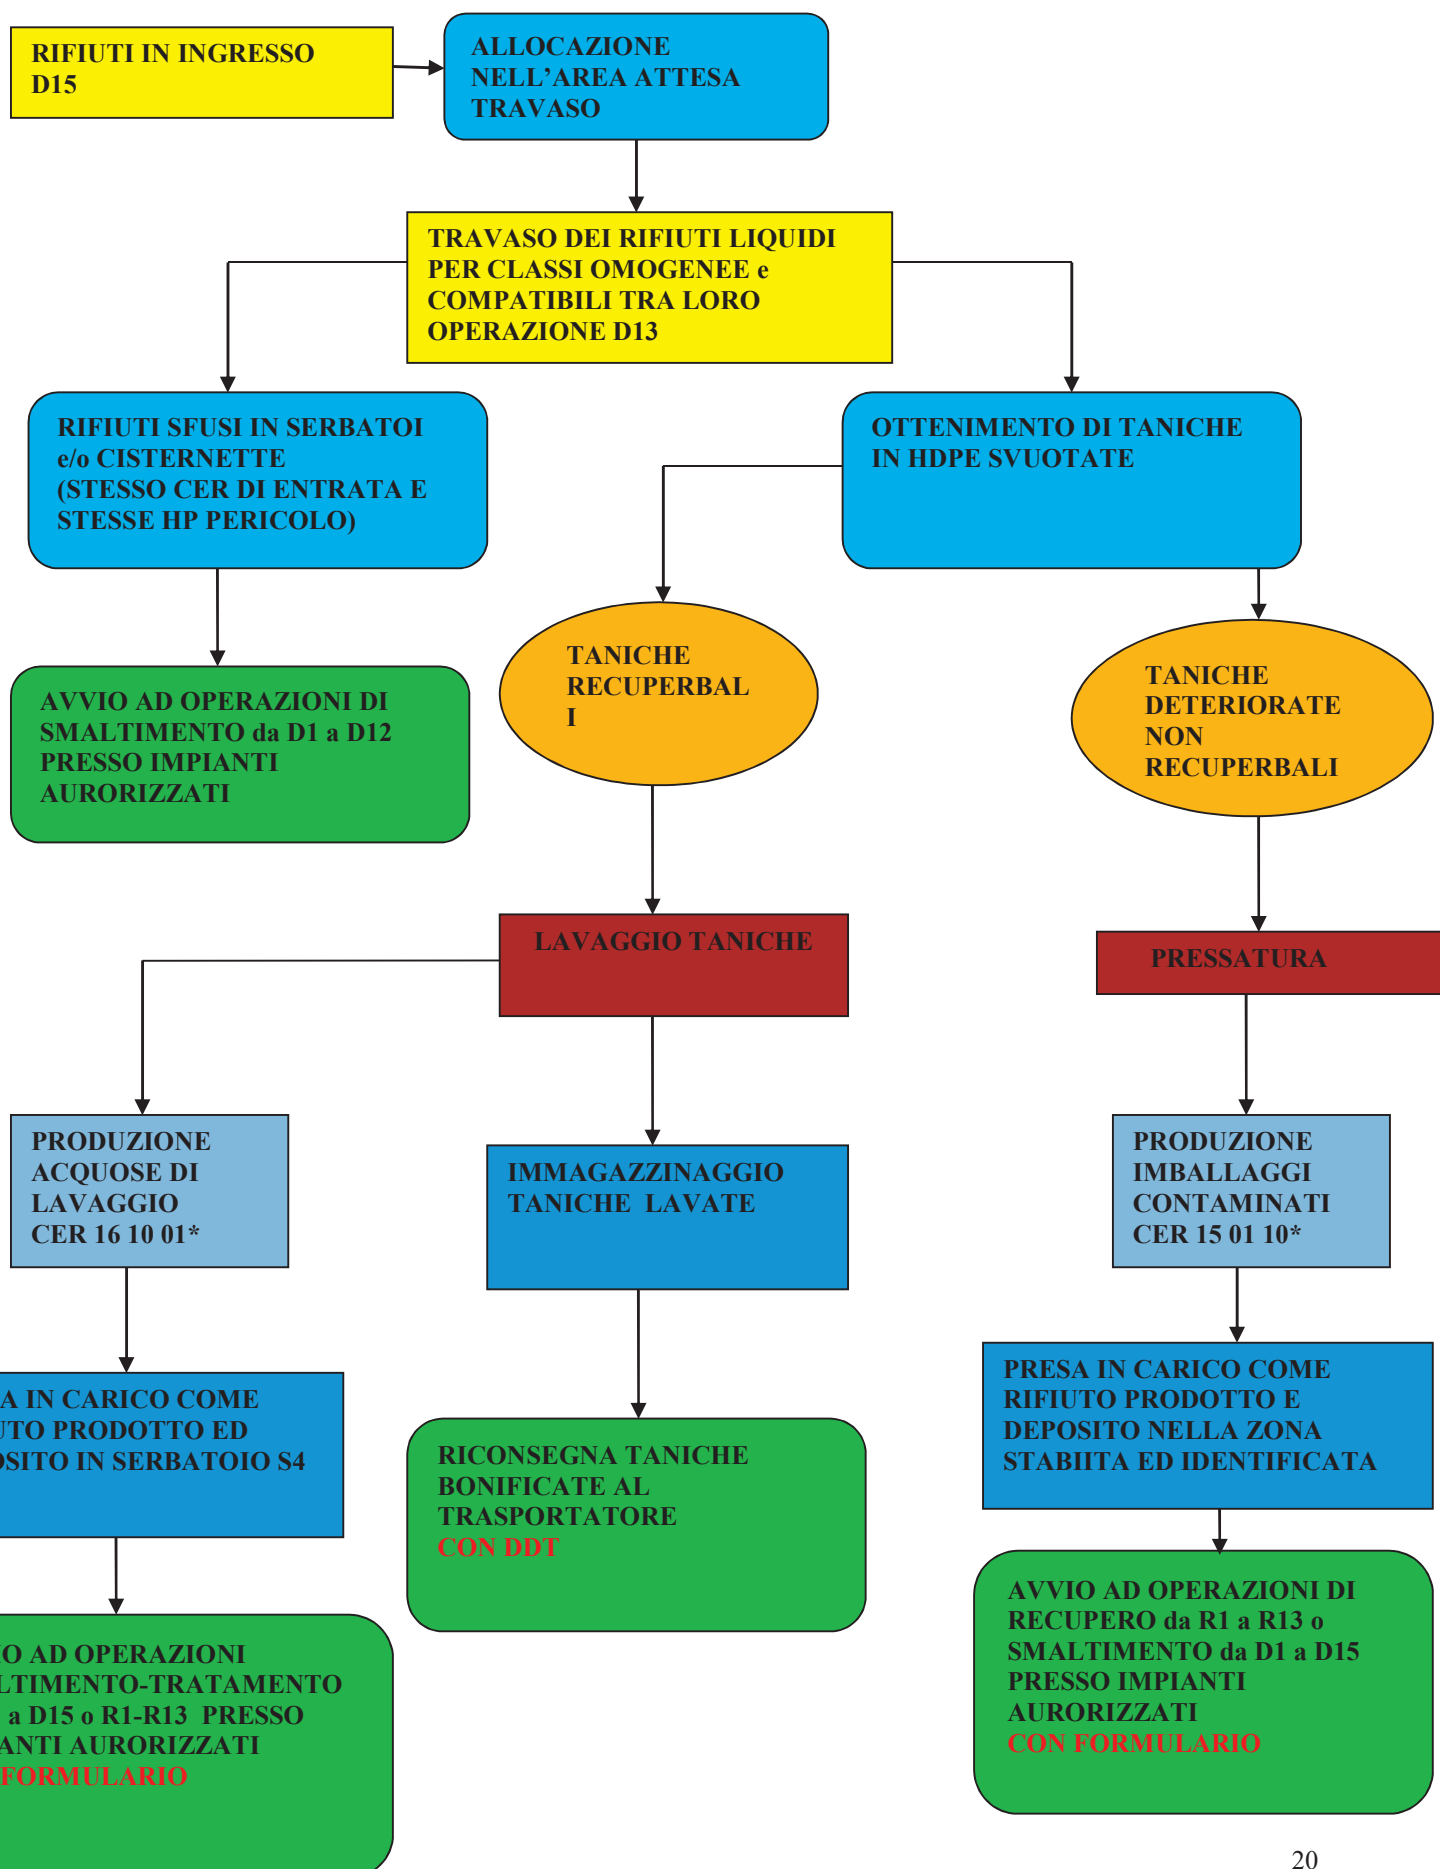 RIFIUTI IN INGRESSO
D15
ALLOCAZIONE
NELL'AREA ATTESA
TRAVASO
TRAVASO DEI RIFIUTI LIQUIDI
PER CLASSI OMOGENEE e
COMPATIBILI TRA LORO
OPERAZIONE D13
RIFIUTI SFUSI IN SERBATOI
e/o CISTERNETTE
(STESSO CER DI ENTRATA E
STESSE HP PERICOLO)
OTTENIMENTO DI TANICHE
IN HDPE SVUOTATE
AVVIO AD OPERAZIONI DI
SMALTIMENTO da D1 a D12
PRESSO IMPIANTI
AURORIZZATI
TANICHE
RECUPERBAL
I
TANICHE
DETERIORATE
NON
RECUPERBALI
LAVAGGIO TANICHE
PRESSATURA
PRODUZIONE
ACQUOSE DI
LAVAGGIO
CER 16 10 01*
IMMAGAZZINAGGIO
TANICHE LAVATE
PRODUZIONE
IMBALLAGGI
CONTAMINATI
CER 15 01 10*
A IN CARICO COME
UTO PRODOTTO ED
OSITO IN SERBATOIO S4
RICONSEGNA TANICHE
BONIFICATE AL
TRASPORTATORE
CON DDT
PRESA IN CARICO COME
RIFIUTO PRODOTTO E
DEPOSITO NELLA ZONA
STABIITA ED IDENTIFICATA
IO AD OPERAZIONI
LTIMENTO-TRATAMENTO
a D15 o R1-R13 PRESSO
ANTI AURORIZZATI
FORMULARIO
AVVIO AD OPERAZIONI DI
RECUPERO da R1 a R13 o
SMALTIMENTO da D1 a D15
PRESSO IMPIANTI
AURORIZZATI
CON FORMULARIO
20